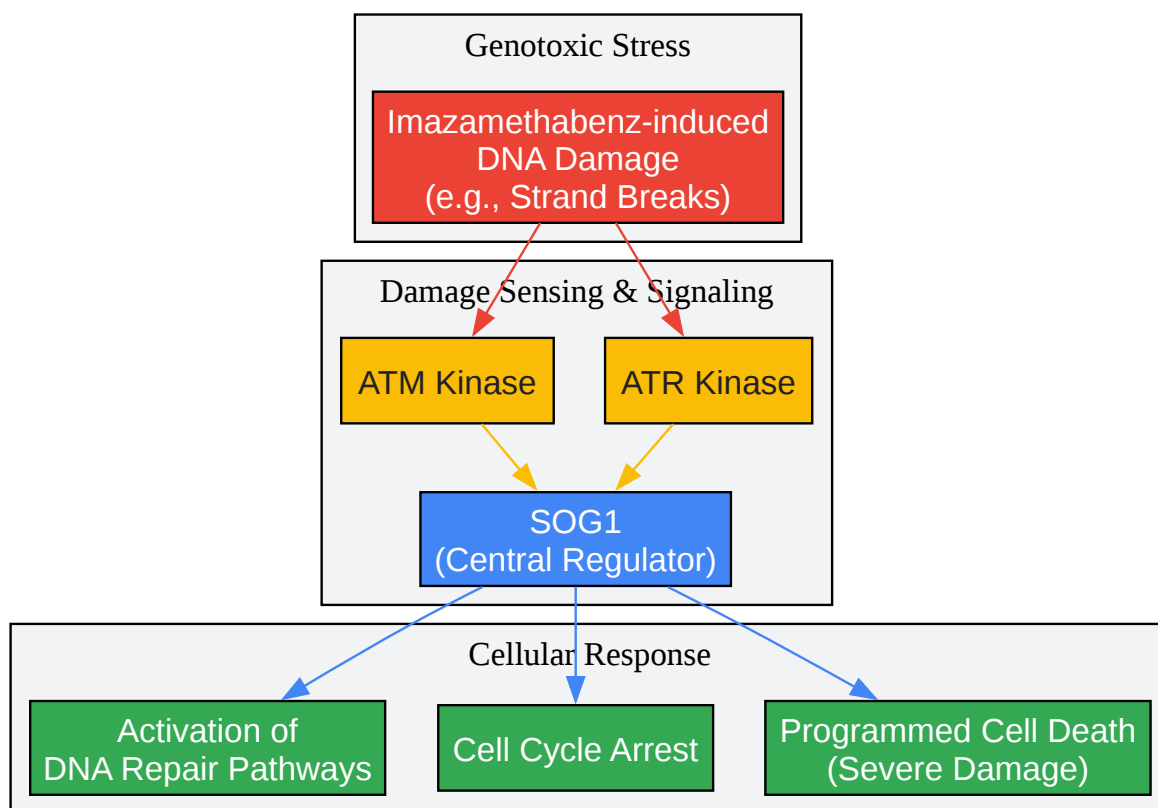 Genotoxic Stress
Imazamethabenz-induced
DNA Damage
(e.g., Strand Breaks)
Damage Sensing & Signaling
ATM Kinase
ATR Kinase
SOG1
(Central Regulator)
Cellular Response
Activation of
DNA Repair Pathways
Cell Cycle Arrest
Programmed Cell Death
(Severe Damage)